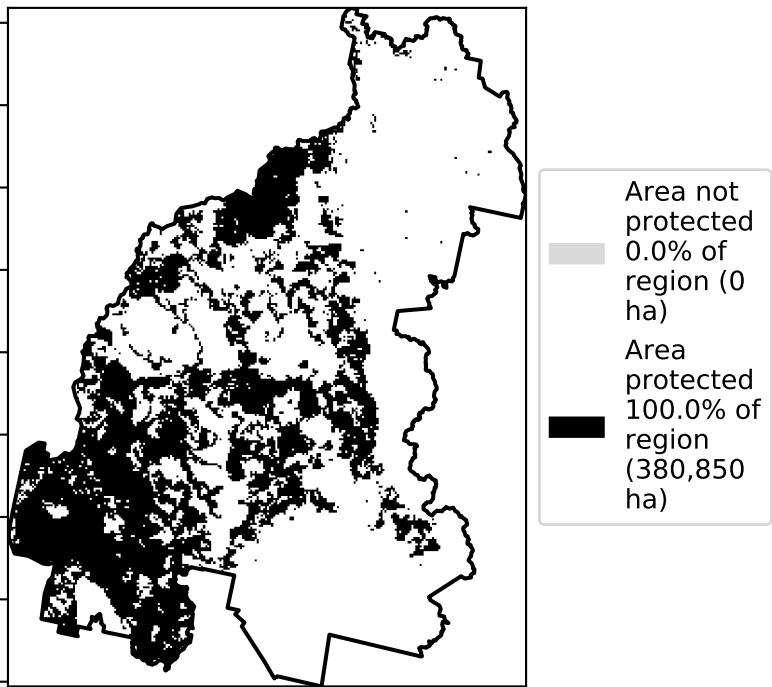 Area not
protected
0.0% of
region (0
ha)
Area
protected
100.0% of
region
(380,850
ha)